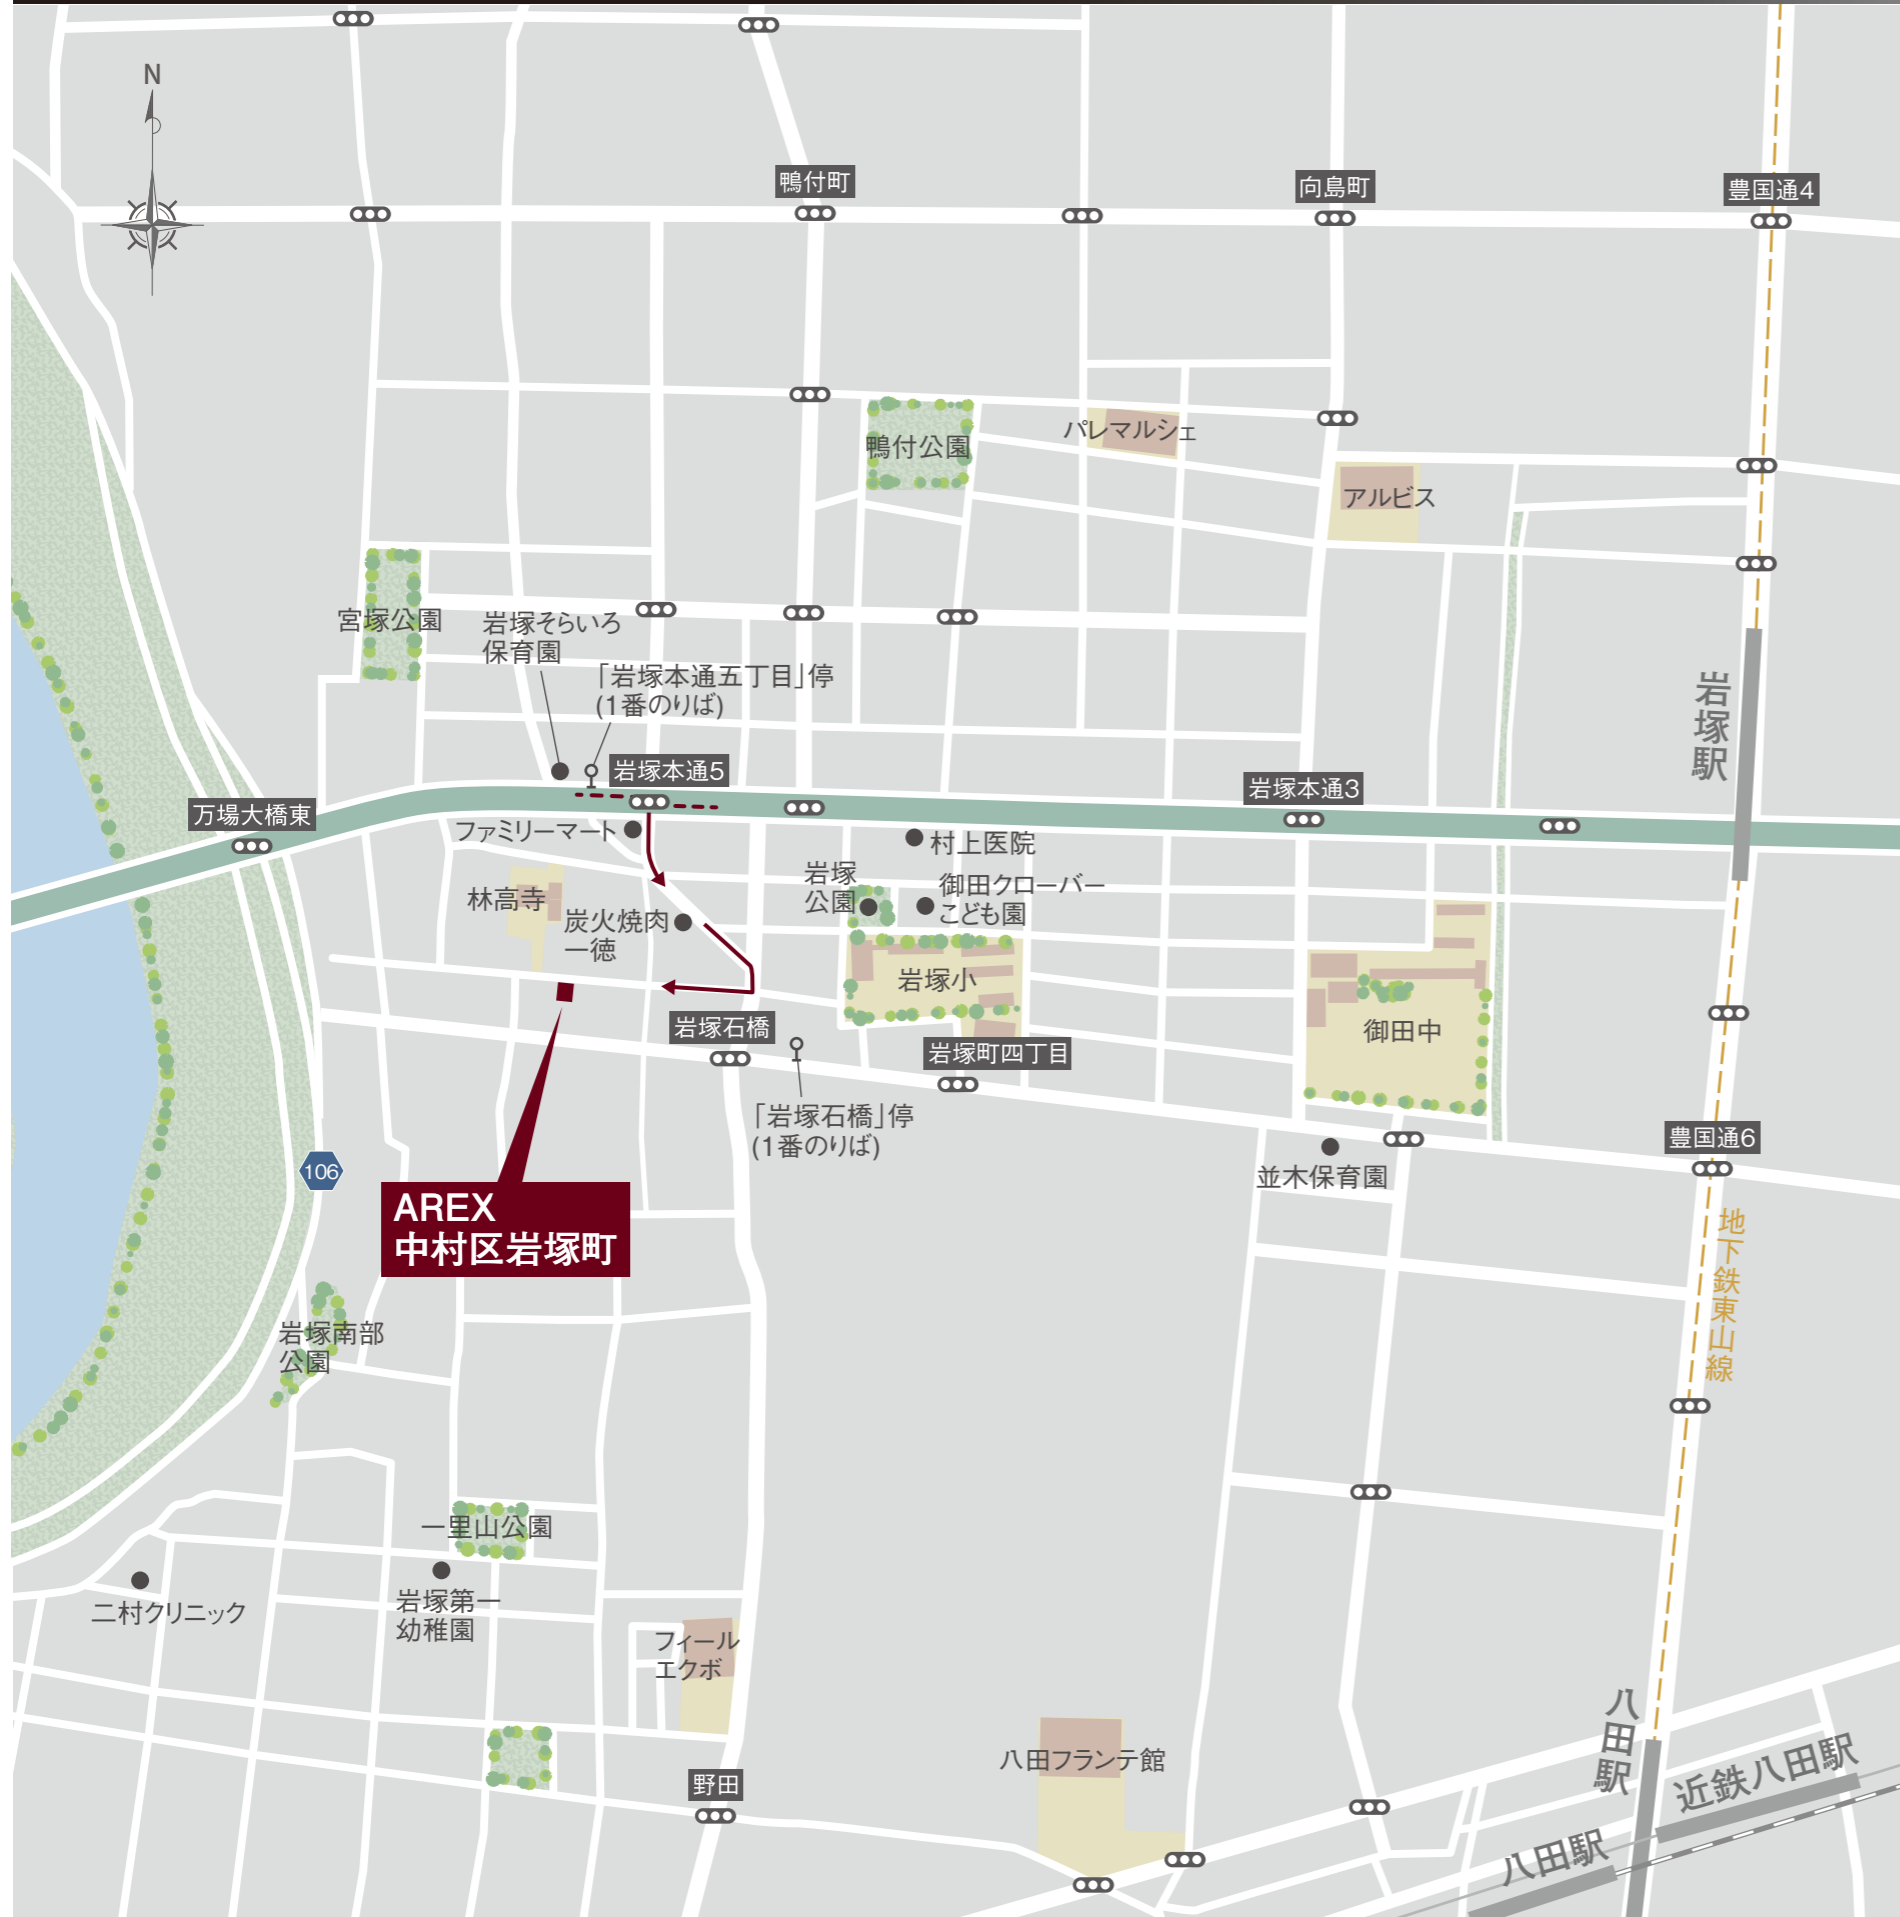 N
鴨付町
向島町
豊国通4
鴨付公園
パレマルシェ
アルビス
宮塚公園
岩塚そらいろ
保育園
「岩塚本通五丁目」停
(1番のりば)
岩塚駅
岩塚本通5
岩塚本通3
万場大橋東
ファミリーマート
村上医院
林高寺
岩塚
公園
御田クローバー
こども園
炭火焼肉
一徳
岩塚小
御田中
岩塚石橋
岩塚町四丁目
「岩塚石橋」停
(1番のりば)
豊国通6
並木保育園
106
AREX
中村区岩塚町
地下鉄東山線
岩塚南部
公園
一里山公園
二村クリニック
岩塚第一
幼稚園
フィール
エクボ
八田フランテ館
野田
八田駅
近鉄八田駅
八田駅